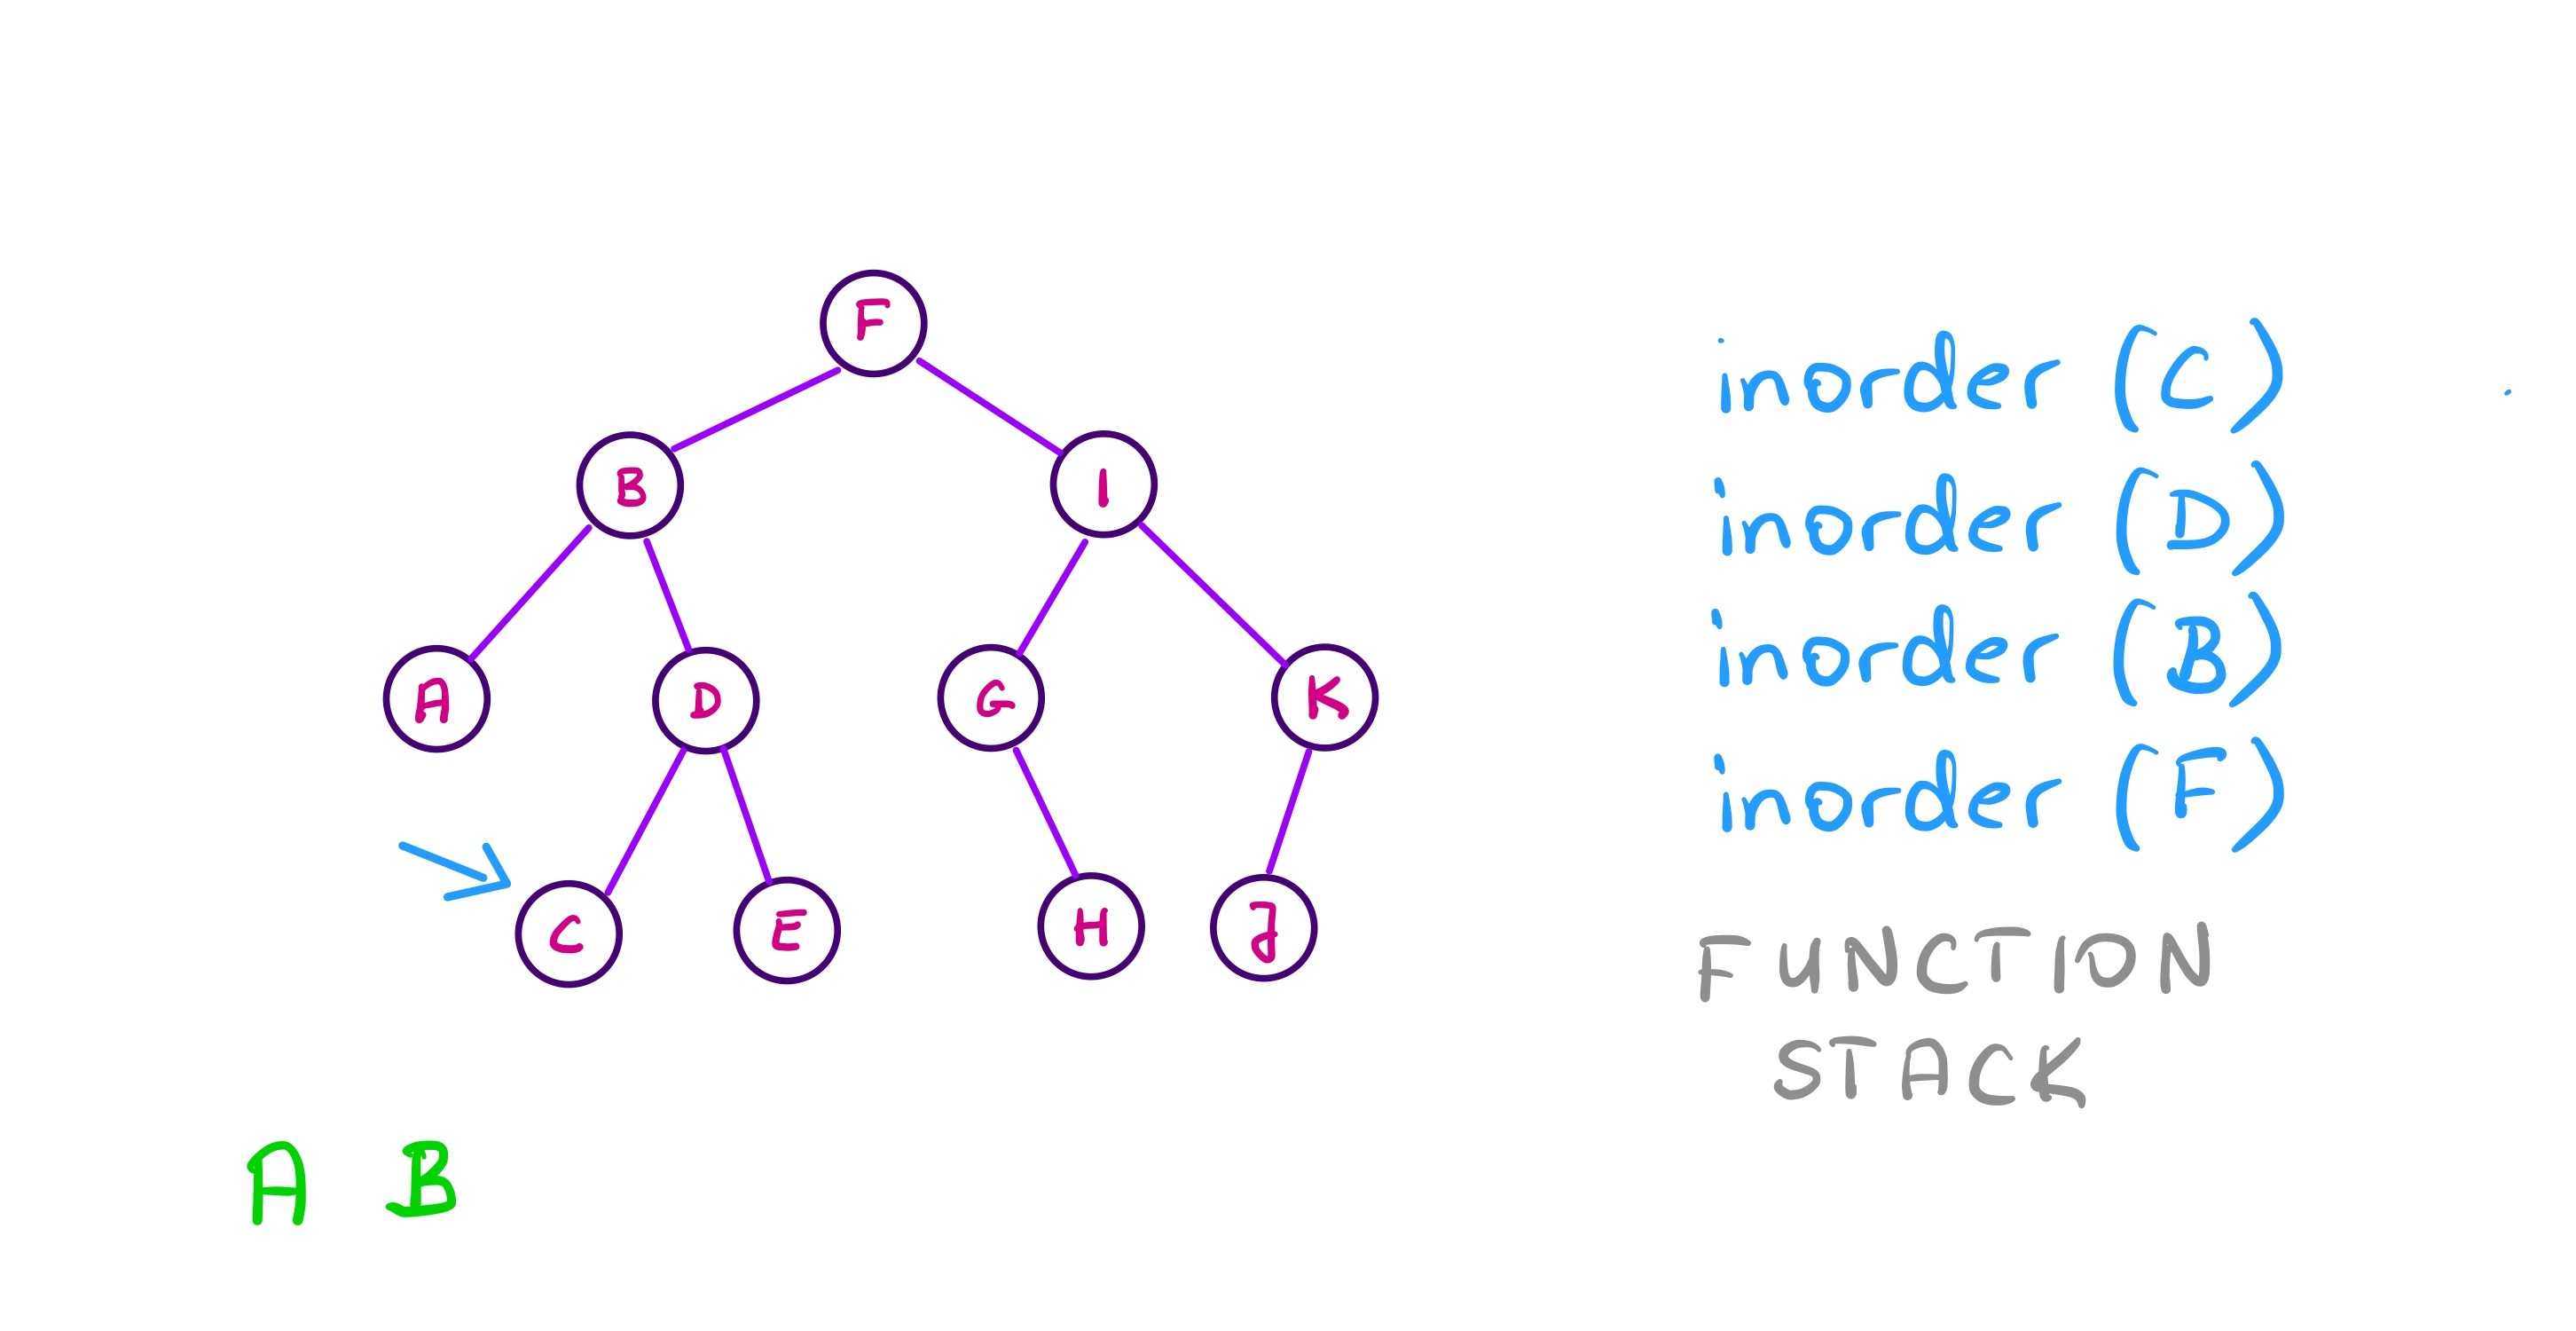 F
B I
A D G K
C E H J
inorder (C)
inorder (D)
inorder (B)
inorder (F)
FUNCTION
STACK
A B